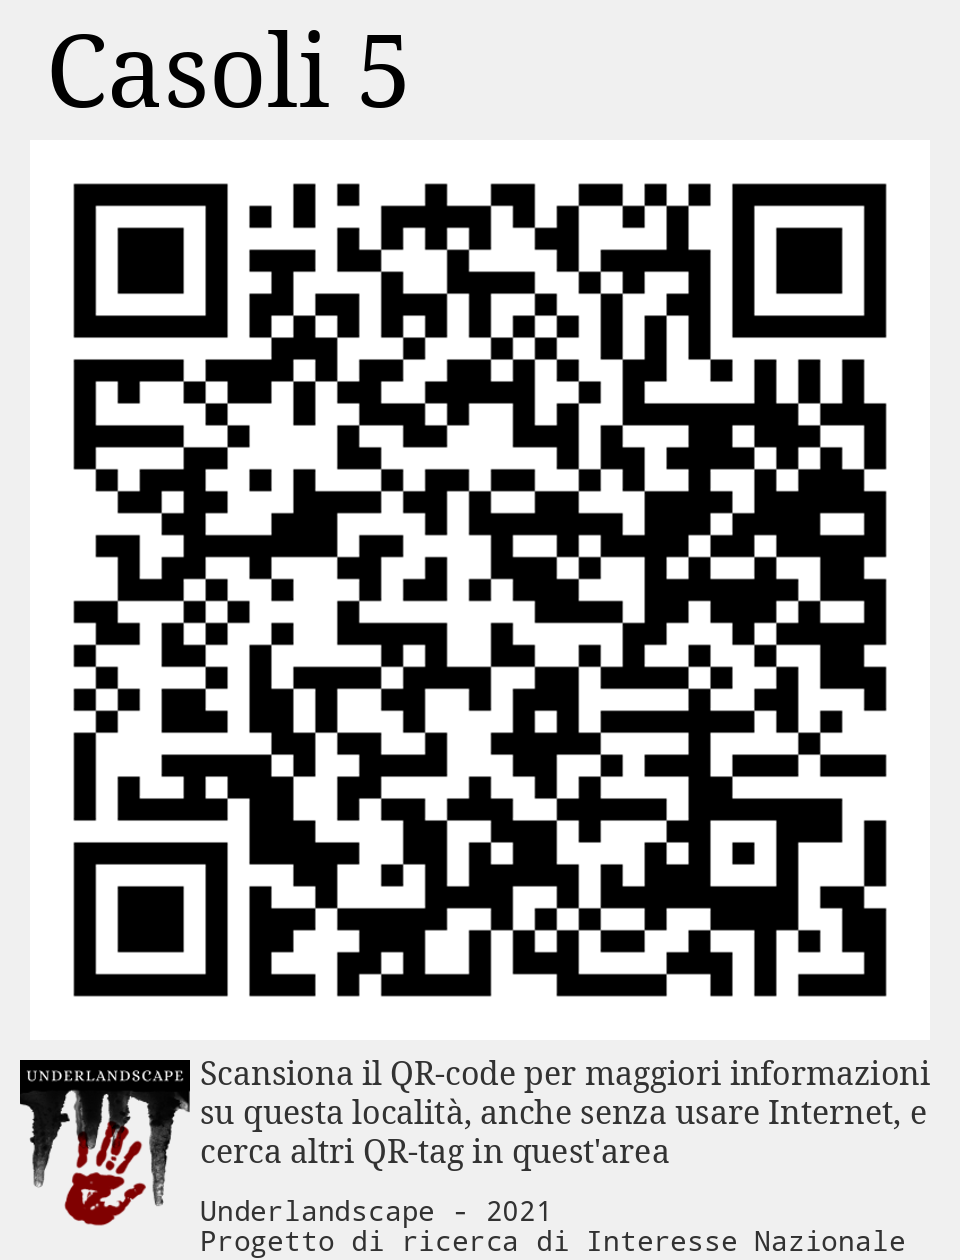 Casoli 5
UNDERLANDSCAPE
Scansiona il QR-code per maggiori informazioni
su questa località, anche senza usare Internet, e
cerca altri QR-tag in quest'area
Underlandscape - 2021
Progetto di ricerca di Interesse Nazionale